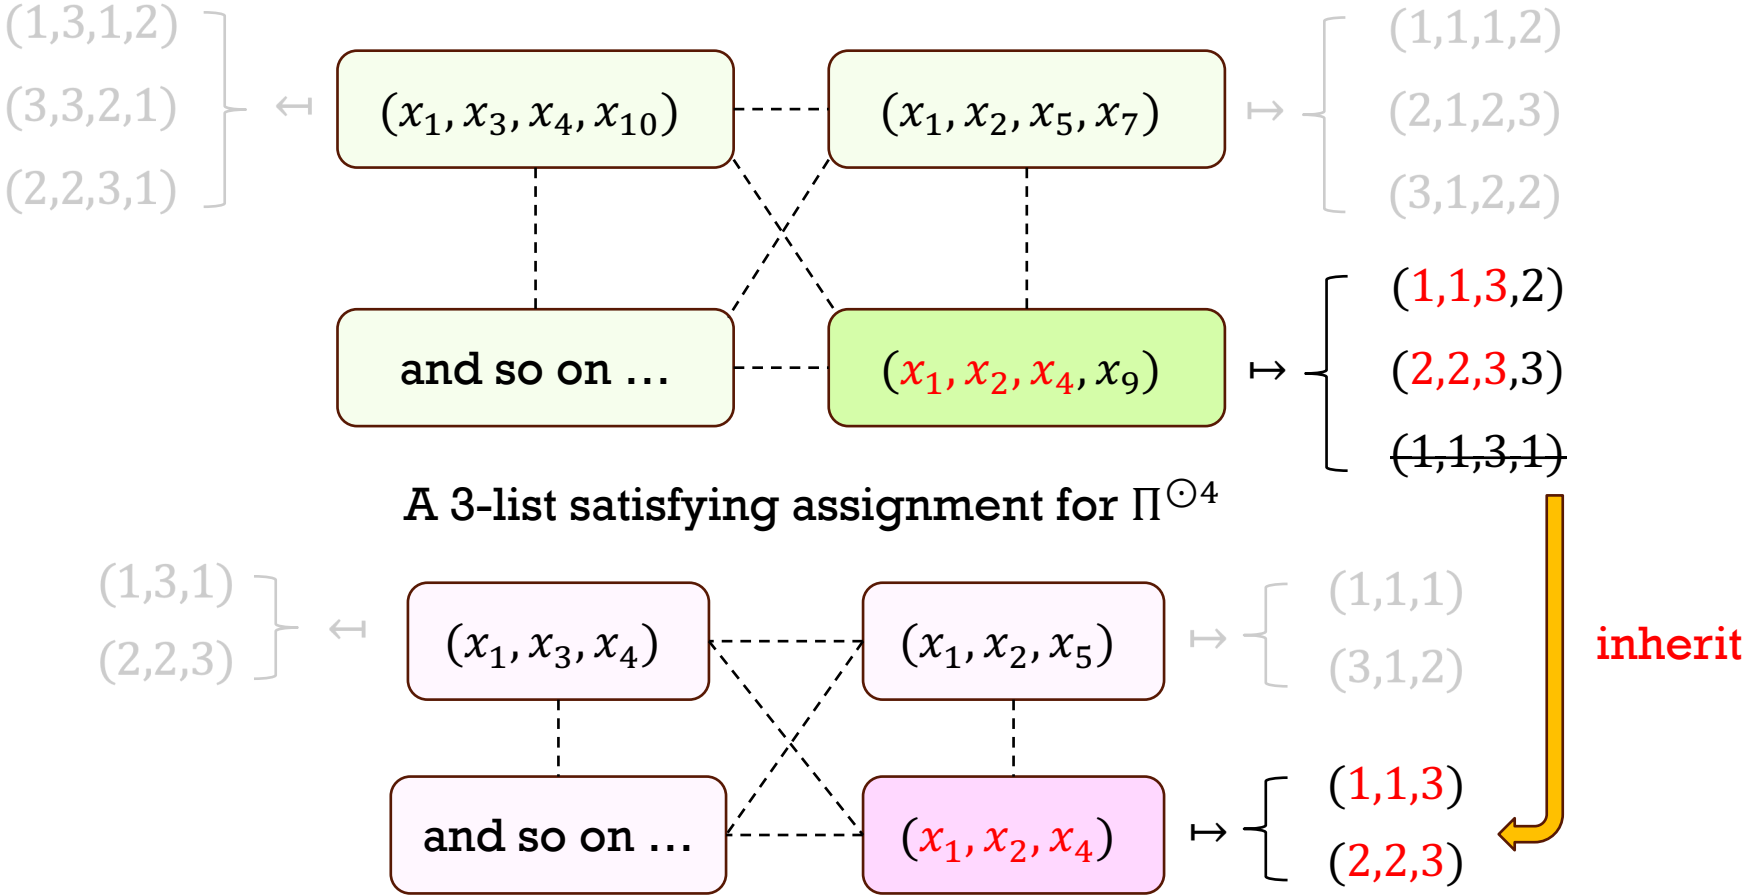 (1,3,1,2)
(3,3,2,1)
(2,2,3,1)
↤
(x₁, x₃, x₄, x₁₀)
(x₁, x₂, x₅, x₇)
↦
(1,1,1,2)
(2,1,2,3)
(3,1,2,2)
and so on ...
(x₁, x₂, x₄, x₉)
↦
(1,1,3,2)
(2,2,3,3)
(1,1,3,1)
A 3-list satisfying assignment for Π^⊙4
(1,3,1)
(2,2,3)
↤
(x₁, x₃, x₄)
(x₁, x₂, x₅)
↦
(1,1,1)
(3,1,2)
inherit
and so on ...
(x₁, x₂, x₄)
↦
(1,1,3)
(2,2,3)